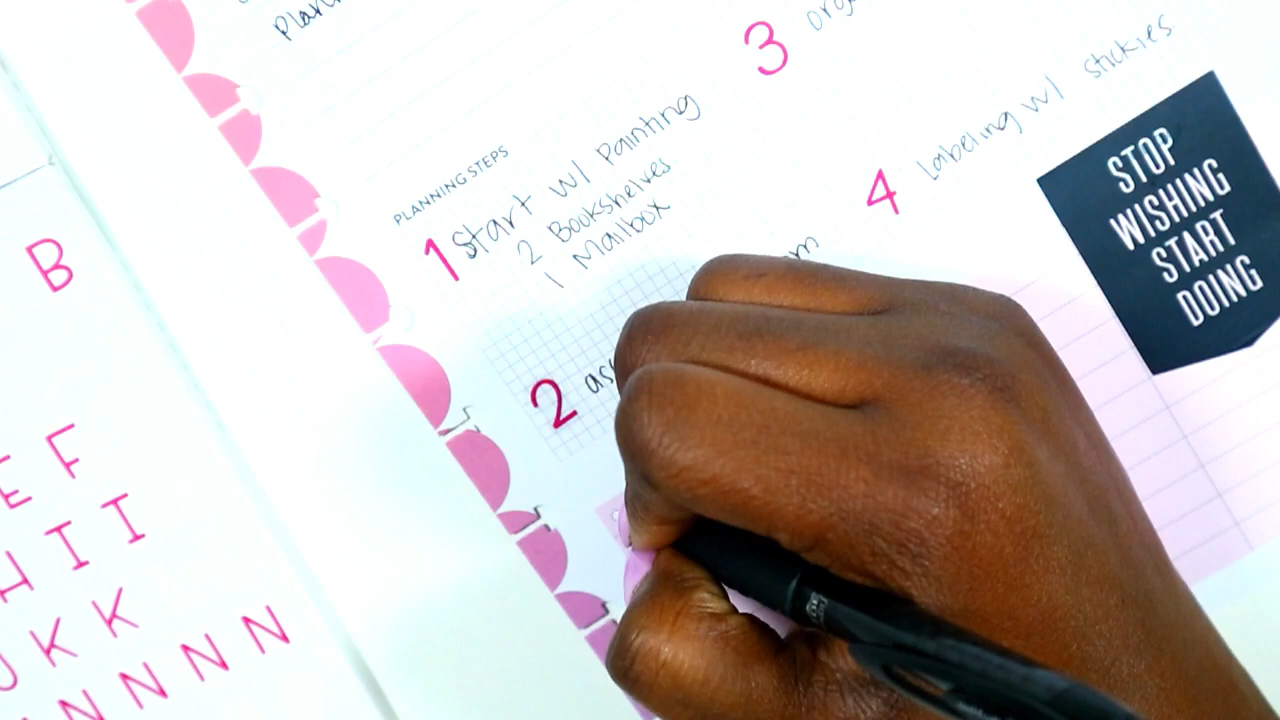 PLANNING STEPS
1 Start w/ Painting
2 Bookshelves
1 Mailbox
2
3
4 Labeling w/ stickies
STOP
WISHING
START
DOING
B
E F
H I I
J K K
N N N N